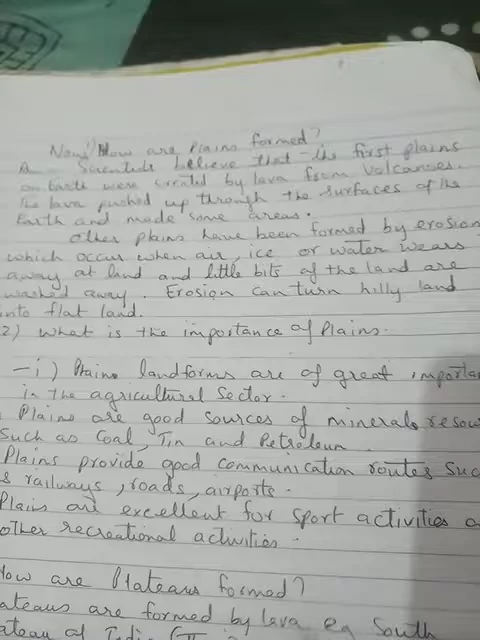 Now! How are Plains formed?
A Scientists believe that the first plains
on Earth were created by lava from Volcanoes.
The lava pushed up through the surfaces of the
Earth and made some areas.
Other plains have been formed by erosion
which occur when air, ice or water wears
away at land and little bits of the land are
washed away. Erosion can turn hilly land
into flat land.
2) What is the importance of Plains.
-i) Plains landforms are of great importan
in the agricultural sector.
Plains are good sources of minerals resou
Such as Coal, Tin and Petroleum.
Plains provide good communication routes Suc
s railways, roads, airports.
Plains are excellent for sport activities a
other recreational activities.
How are Plateaus formed?
ateaus are formed by lava eg South
ateau of India